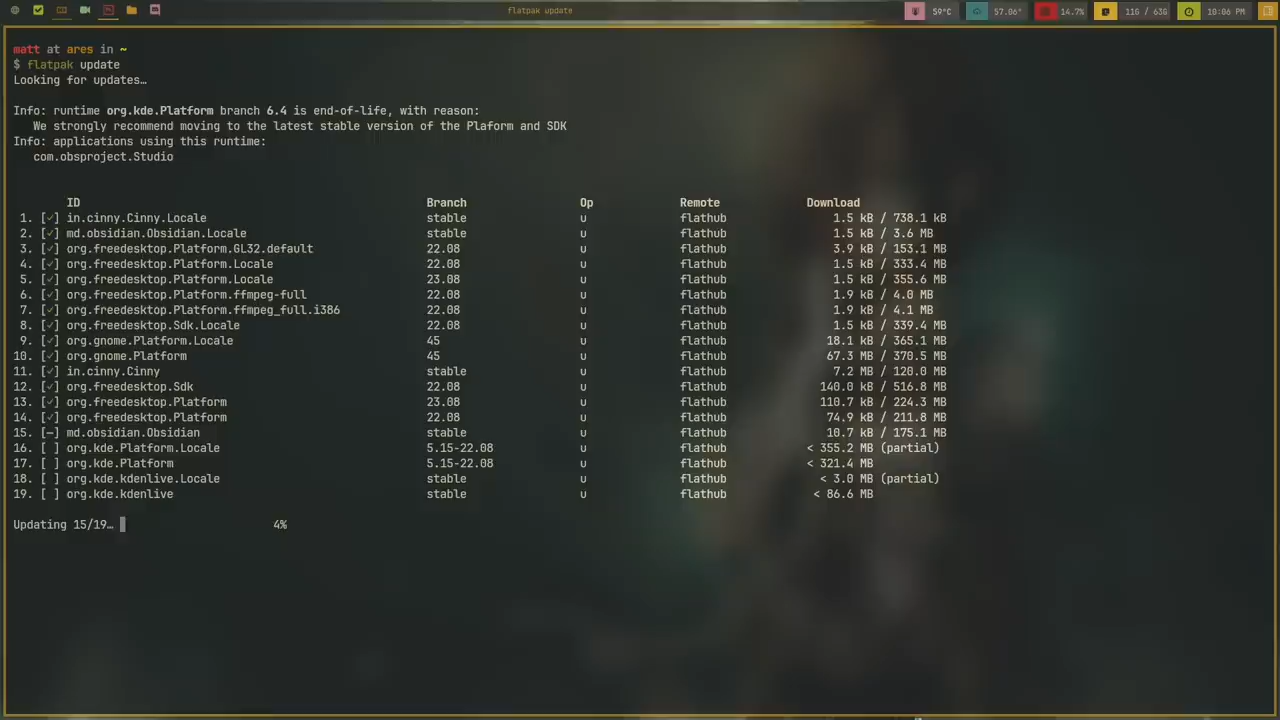 flatpak update
59°C
57.06°
14.7%
11G / 63G
10:06 PM
matt at ares in ~
$ flatpak update
Looking for updates…
Info: runtime org.kde.Platform branch 6.4 is end-of-life, with reason:
We strongly recommend moving to the latest stable version of the Plaform and SDK
Info: applications using this runtime:
com.obsproject.Studio
ID Branch Op Remote Download
1. [✓] in.cinny.Cinny.Locale stable u flathub 1.5 kB / 738.1 kB
2. [✓] md.obsidian.Obsidian.Locale stable u flathub 1.5 kB / 3.6 MB
3. [✓] org.freedesktop.Platform.GL32.default 22.08 u flathub 3.9 kB / 153.1 MB
4. [✓] org.freedesktop.Platform.Locale 22.08 u flathub 1.5 kB / 333.4 MB
5. [✓] org.freedesktop.Platform.Locale 23.08 u flathub 1.5 kB / 355.6 MB
6. [✓] org.freedesktop.Platform.ffmpeg-full 22.08 u flathub 1.9 kB / 4.0 MB
7. [✓] org.freedesktop.Platform.ffmpeg_full.i386 22.08 u flathub 1.9 kB / 4.1 MB
8. [✓] org.freedesktop.Sdk.Locale 22.08 u flathub 1.5 kB / 339.4 MB
9. [✓] org.gnome.Platform.Locale 45 u flathub 18.1 kB / 365.1 MB
10. [✓] org.gnome.Platform 45 u flathub 67.3 MB / 370.5 MB
11. [✓] in.cinny.Cinny stable u flathub 7.2 MB / 120.0 MB
12. [✓] org.freedesktop.Sdk 22.08 u flathub 140.0 kB / 516.8 MB
13. [✓] org.freedesktop.Platform 23.08 u flathub 110.7 kB / 224.3 MB
14. [✓] org.freedesktop.Platform 22.08 u flathub 74.9 kB / 211.8 MB
15. [—] md.obsidian.Obsidian stable u flathub 10.7 kB / 175.1 MB
16. [ ] org.kde.Platform.Locale 5.15-22.08 u flathub < 355.2 MB (partial)
17. [ ] org.kde.Platform 5.15-22.08 u flathub < 321.4 MB
18. [ ] org.kde.kdenlive.Locale stable u flathub < 3.0 MB (partial)
19. [ ] org.kde.kdenlive stable u flathub < 86.6 MB
Updating 15/19… 4%